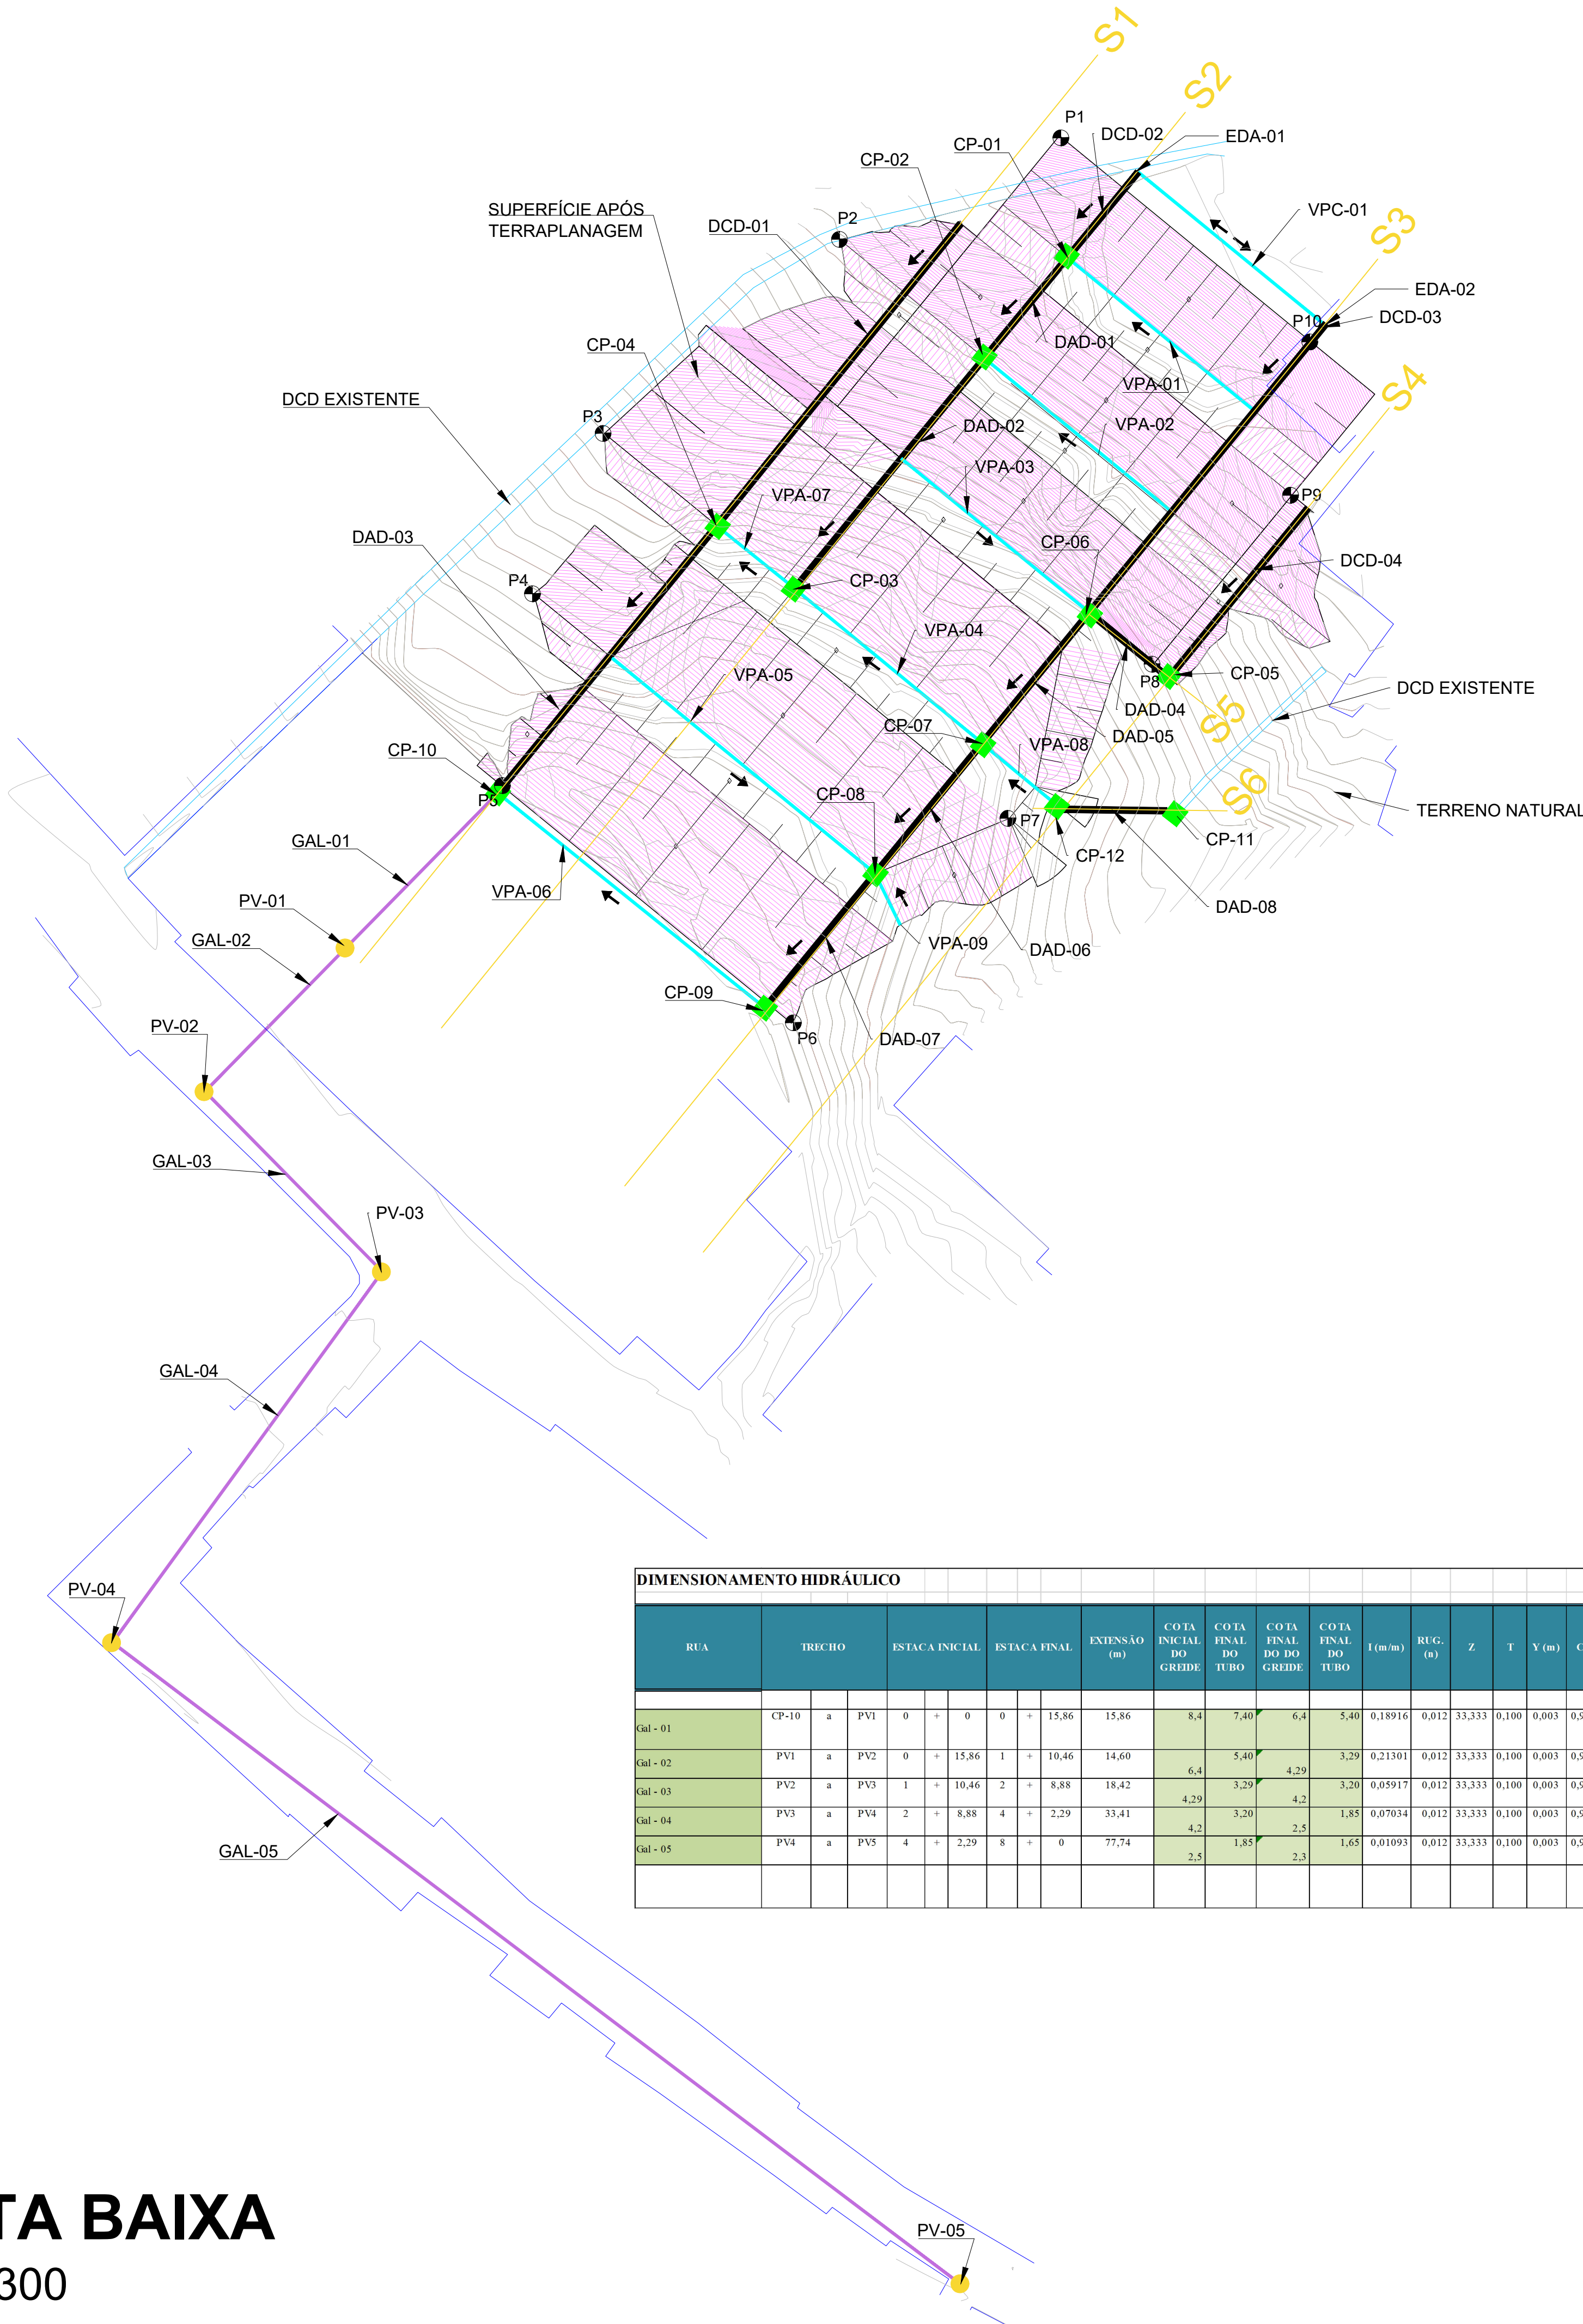 S1
S2
P1
DCD-02
EDA-01
CP-01
CP-02
SUPERFÍCIE APÓS
TERRAPLANAGEM
P2
DCD-01
VPC-01
S3
EDA-02
P10
DCD-03
CP-04
DAD-01
VPA-01
S4
DCD EXISTENTE
P3
DAD-02
VPA-02
VPA-03
VPA-07
P9
DAD-03
CP-06
DCD-04
P4
CP-03
VPA-04
VPA-05
P8
CP-05
DCD EXISTENTE
DAD-04
S5
CP-07
VPA-08
DAD-05
CP-10
P5
CP-08
S6
TERRENO NATURAL
P7
GAL-01
CP-12
CP-11
VPA-06
PV-01
DAD-08
GAL-02
VPA-09
DAD-06
CP-09
PV-02
P6
DAD-07
GAL-03
PV-03
GAL-04
PV-04
GAL-05
PV-05
DIMENSIONAMENTO HIDRÁULICO
RUA TRECHO ESTACA INICIAL ESTACA FINAL EXTENSÃO (m) COTA INICIAL DO GREIDE COTA FINAL DO TUBO COTA FINAL DO DO GREIDE COTA FINAL DO TUBO I (m/m) RUG. (n) Z T Y (m) C
Gal - 01 CP-10 a PV1 0 + 0 0 + 15,86 15,86 8,4 7,40 6,4 5,40 0,18916 0,012 33,333 0,100 0,003 0,9
Gal - 02 PV1 a PV2 0 + 15,86 1 + 10,46 14,60 6,4 5,40 4,29 3,29 0,21301 0,012 33,333 0,100 0,003 0,9
Gal - 03 PV2 a PV3 1 + 10,46 2 + 8,88 18,42 4,29 3,29 4,2 3,20 0,05917 0,012 33,333 0,100 0,003 0,9
Gal - 04 PV3 a PV4 2 + 8,88 4 + 2,29 33,41 4,2 3,20 2,5 1,85 0,07034 0,012 33,333 0,100 0,003 0,9
Gal - 05 PV4 a PV5 4 + 2,29 8 + 0 77,74 2,5 1,85 2,3 1,65 0,01093 0,012 33,333 0,100 0,003 0,9
TA BAIXA
300